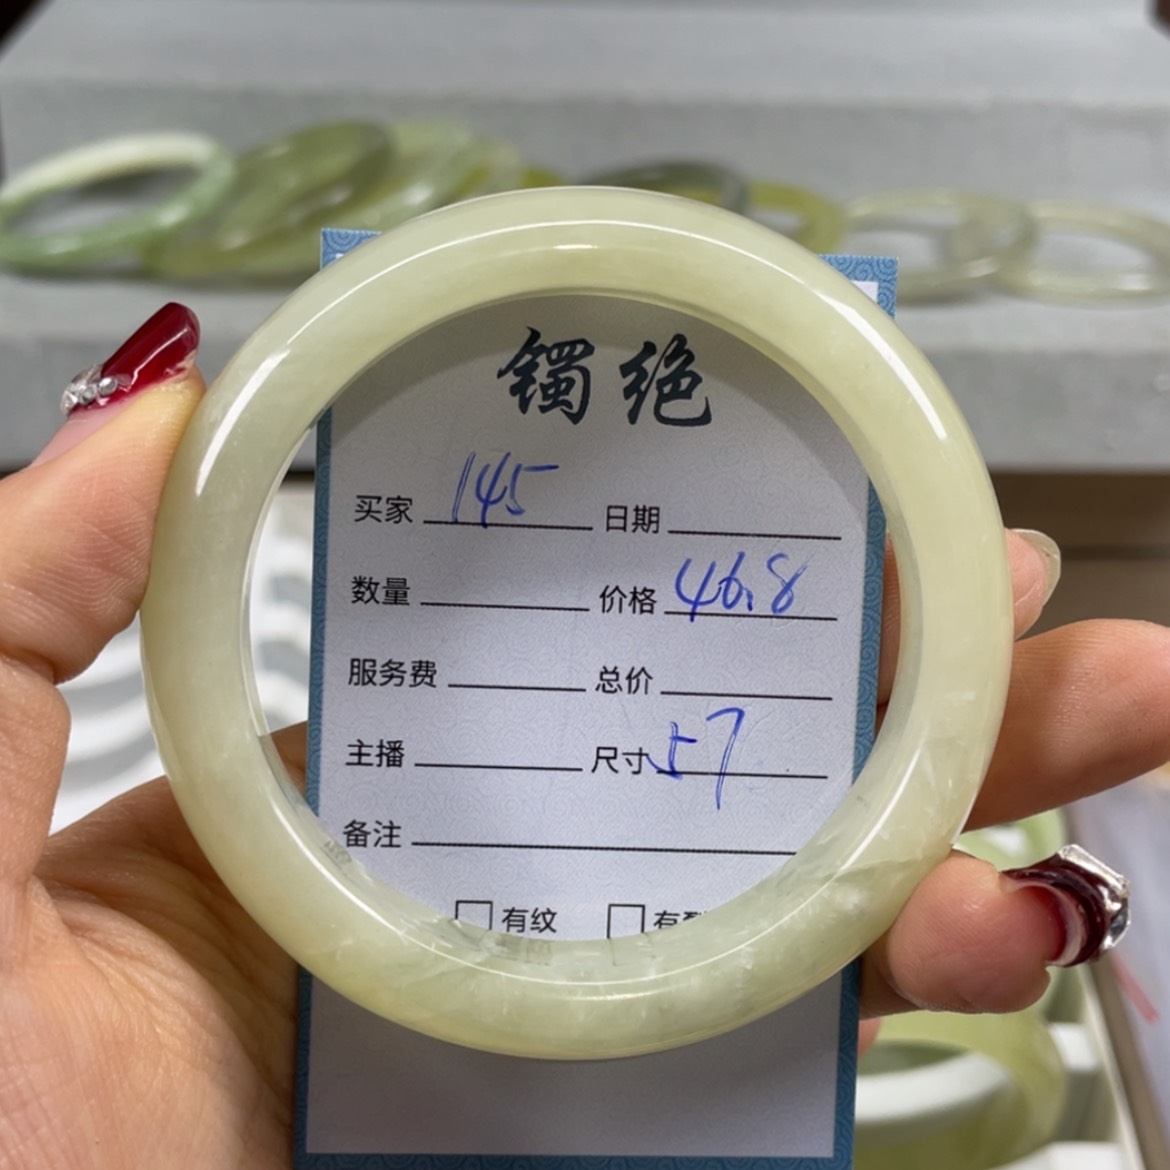 镯绝
买家 145 日期
数量 价格 46.8
服务费 总价
主播 尺寸 57
备注
有纹 有